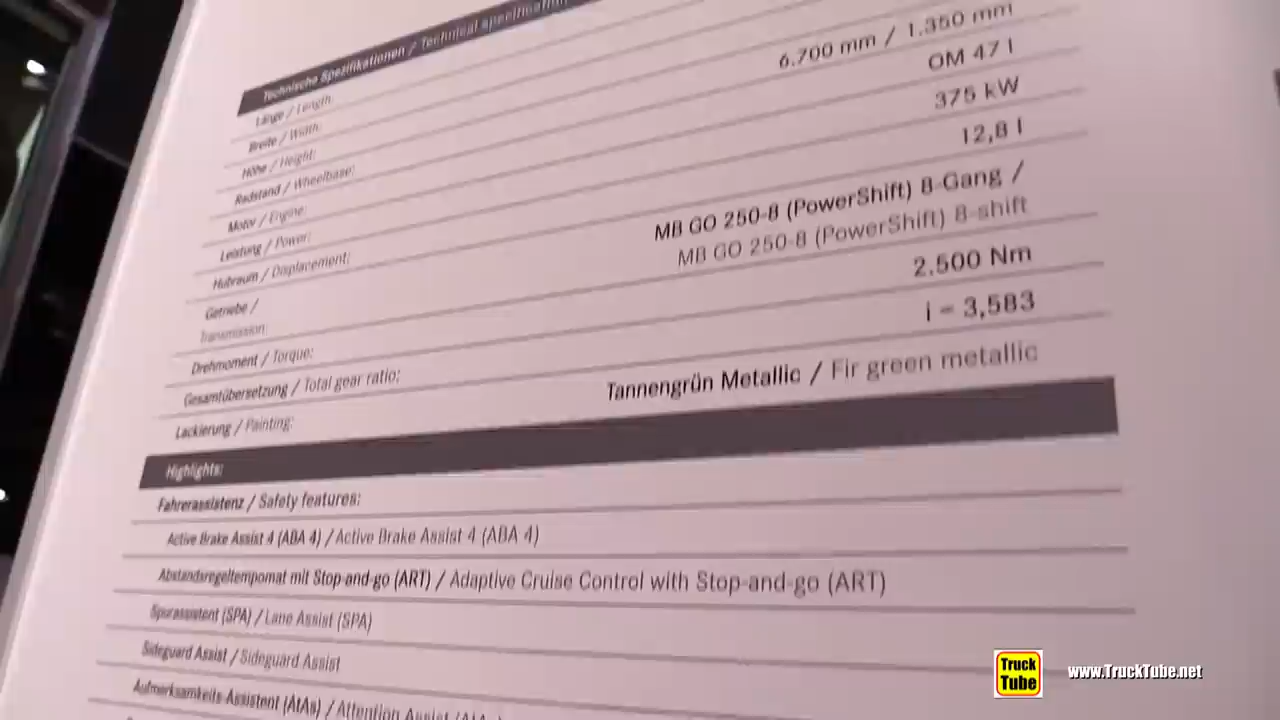 Technische Spezifikationen / Technical specification
Länge / Length:
Breite / Width:
Höhe / Height:
Radstand / Wheelbase: 6.700 mm / 1.350 mm
Motor / Engine: OM 471
Leistung / Power: 375 kW
Hubraum / Displacement: 12,8 l
Getriebe / MB GO 250-8 (PowerShift) 8-Gang /
Transmission: MB GO 250-8 (PowerShift) 8-shift
Drehmoment / Torque: 2.500 Nm
Gesamtübersetzung / Total gear ratio: i = 3,583
Lackierung / Painting: Tannengrün Metallic / Fir green metallic
Highlights:
Fahrerassistenz / Safety features:
Active Brake Assist 4 (ABA 4) / Active Brake Assist 4 (ABA 4)
Abstandsregeltempomat mit Stop-and-go (ART) / Adaptive Cruise Control with Stop-and-go (ART)
Spurassistent (SPA) / Lane Assist (SPA)
Sideguard Assist / Sideguard Assist
Aufmerksamkeits-Assistent (AtAs) / Attention Assist
Truck
Tube
www.TruckTube.net